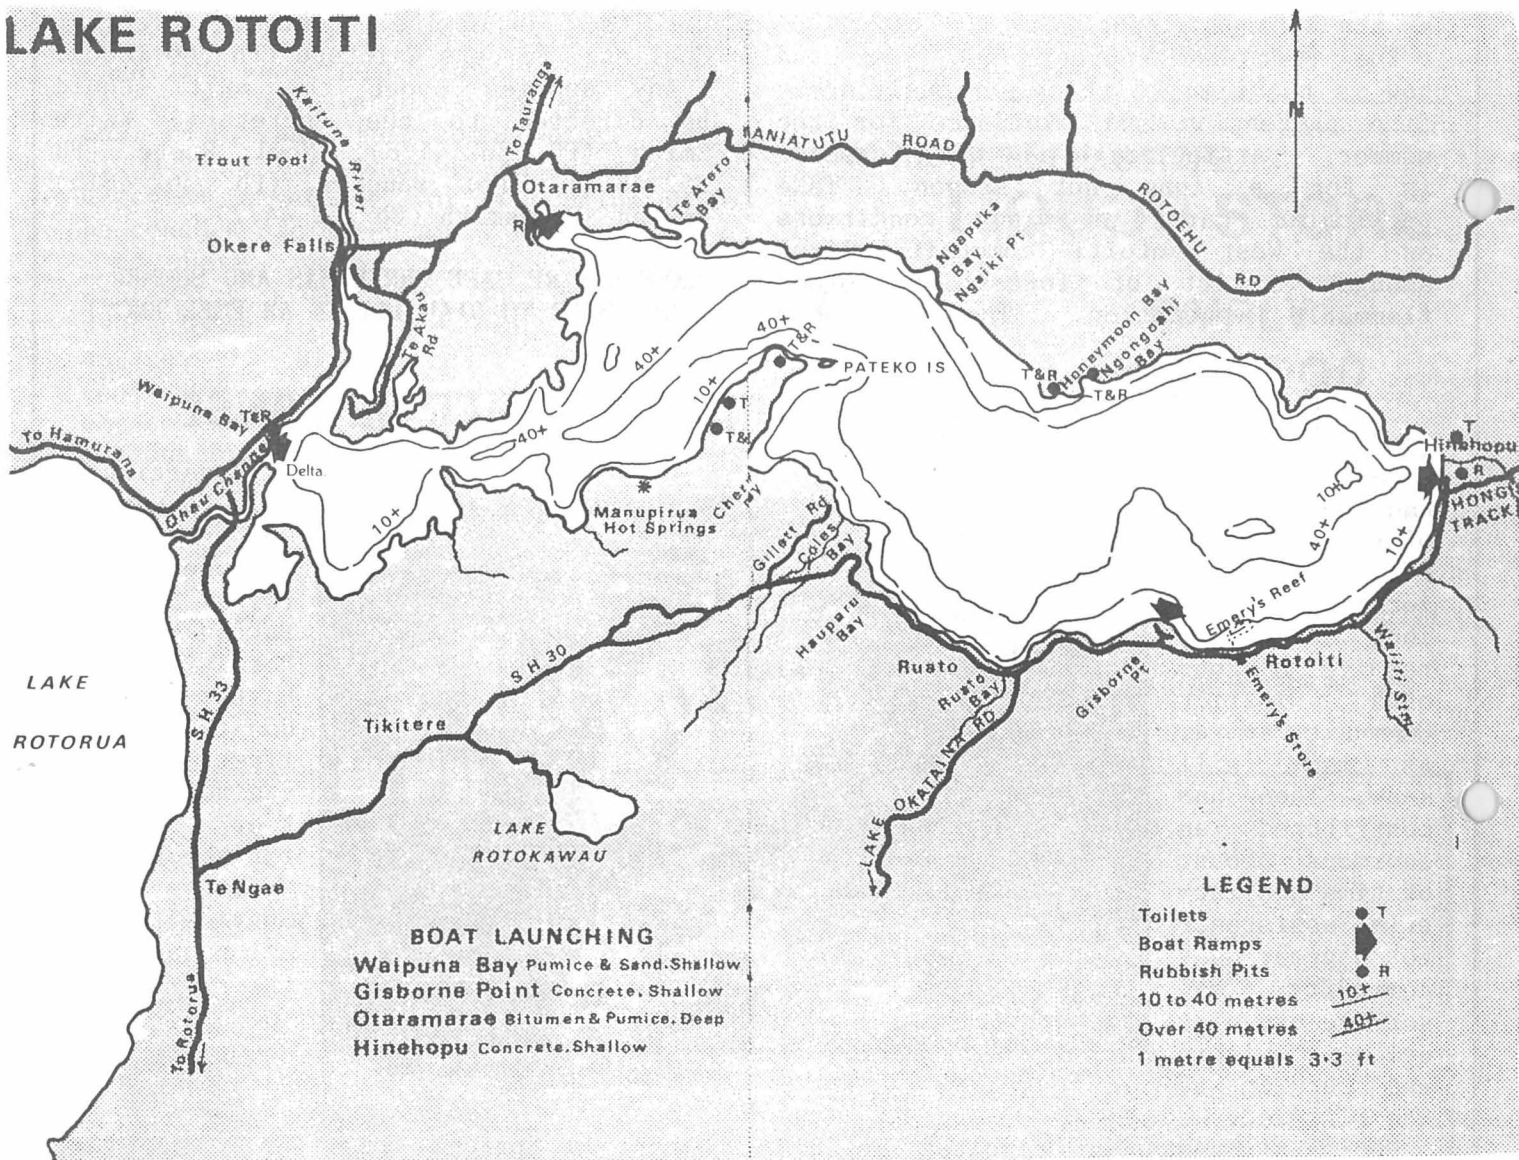 LAKE ROTOITI
N
Kaituna
River
Trout Pool
To Tauranga
Otaramarae
R
Okere Falls
Te Akau
Rd
Te Arero
Bay
TANIATUTU ROAD
ROTOEHU
RD
Ngapuka
Bay
Ngaiki Pt
Honeymoon Bay
Ngongoahi
Bay
T&R
T&R
40+
40+
T&R
PATEKO IS
10+
T
T&
40+
Waipuna Bay
T&R
To Hamurana
Ohau Channel
Delta.
10+
Manupirua
Hot Springs
Gillett Rd
Coles
Bay
Hauparu
Bay
T
Hinehopu
R
HONGI
TRACK
10+
40+
10+
Emery's Reef
Rotoiti
Waiiti Stm
Emery's Store
Gisborne
Pt
Ruato
Ruato
Bay
LAKE OKATAINA RD
S H 30
S H 33
Tikitere
LAKE
ROTORUA
LAKE
ROTOKAWAU
Te Ngae
To Rotorua
BOAT LAUNCHING
Waipuna Bay Pumice & Sand.Shallow
Gisborne Point Concrete. Shallow
Otaramarae Bitumen & Pumice. Deep
Hinehopu Concrete.Shallow
LEGEND
Toilets T
Boat Ramps
Rubbish Pits R
10 to 40 metres 10+
Over 40 metres 40+
1 metre equals 3·3 ft